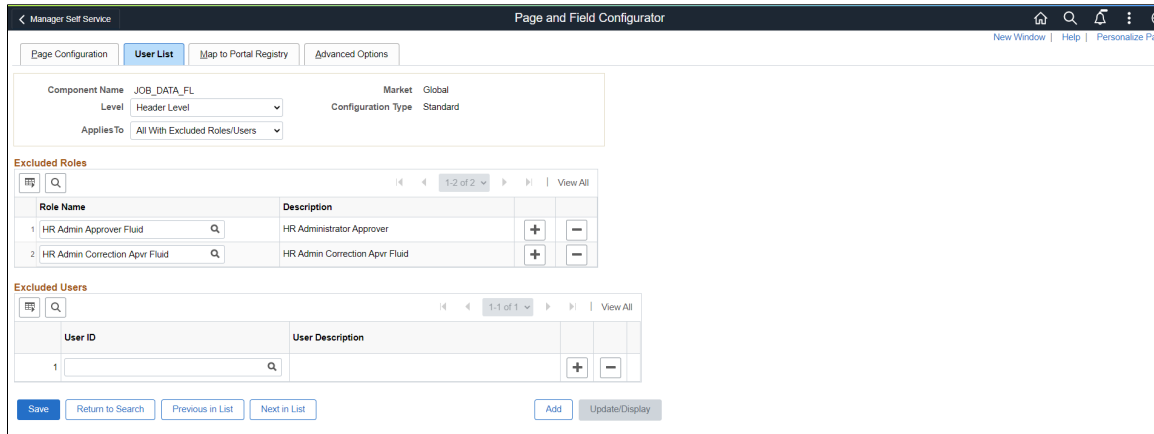 Manager Self Service
Page and Field Configurator
New Window | Help | Personalize
Page Configuration
User List
Map to Portal Registry
Advanced Options
Component Name JOB_DATA_FL Market Global
Level Header Level Configuration Type Standard
AppliesTo All With Excluded Roles/Users
Excluded Roles
1-2 of 2 | View All
Role Name Description
1 HR Admin Approver Fluid HR Administrator Approver
2 HR Admin Correction Apvr Fluid HR Admin Correction Apvr Fluid
Excluded Users
1-1 of 1 | View All
User ID User Description
1
Save Return to Search Previous in List Next in List Add Update/Display